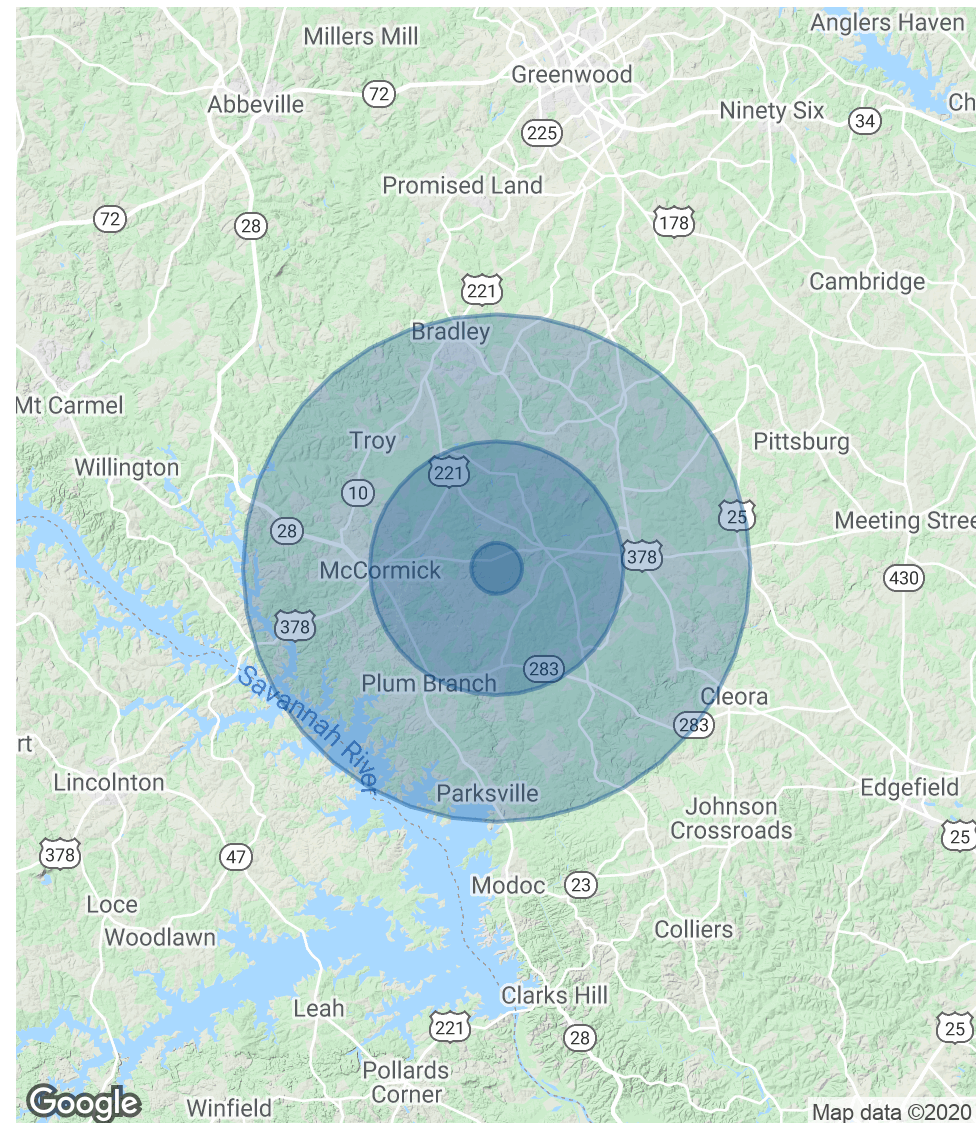 Anglers Haven
Millers Mill
Greenwood
72
Abbeville
Ch
Ninety Six
34
225
Promised Land
72
28
178
Cambridge
221
Bradley
Mt Carmel
Troy
Pittsburg
Willington
221
10
25
28
Meeting Stree
378
McCormick
430
378
283
Savannah River
Plum Branch
Cleora
283
rt
Lincolnton
Parksville
Edgefield
Johnson
Crossroads
25
378
47
Modoc
23
Loce
Woodlawn
Colliers
Clarks Hill
Leah
221
28
25
Pollards
Corner
Google
Winfield
Map data ©2020